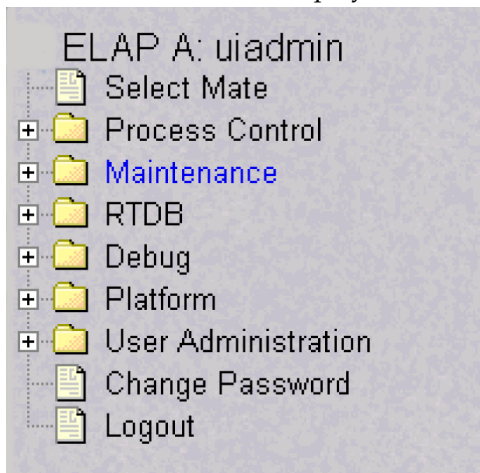 ELAP A: uiadmin
Select Mate
Process Control
Maintenance
RTDB
Debug
Platform
User Administration
Change Password
Logout